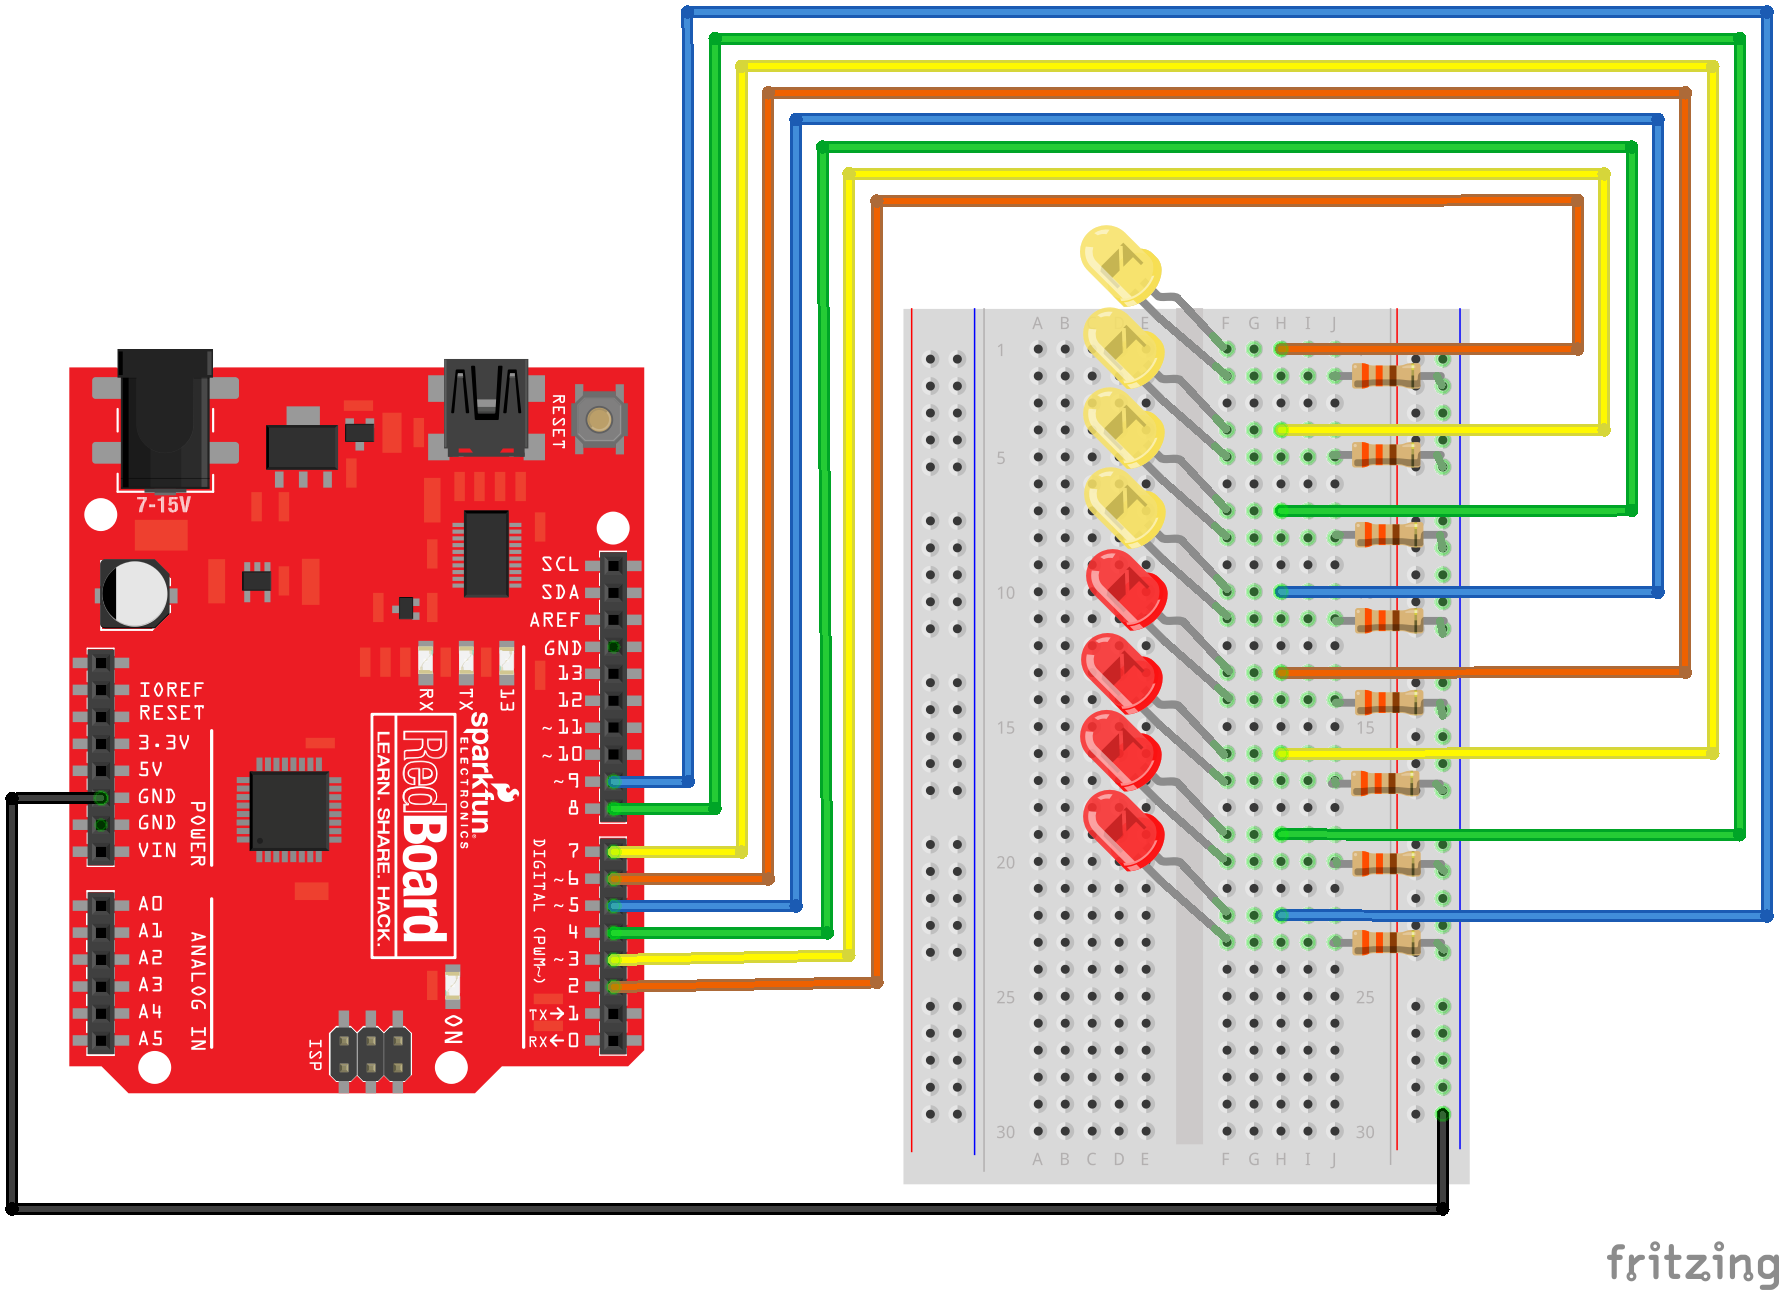 7-15V
RESET
SCL
SDA
AREF
GND
13
12
~11
~10
~9
8
7
~6
~5
4
~3
2
TX→1
RX←0
DIGITAL (PWM~)
RX
TX
13
IOREF
RESET
3.3V
5V
GND
GND
VIN
POWER
A0
A1
A2
A3
A4
A5
ANALOG IN
sparkfun
ELECTRONICS
RedBoard
LEARN. SHARE. HACK.
ON
ISP
A B C D E F G H I J
1
5
10
15 15
20
25 25
30 30
A B C D E F G H I J
fritzing